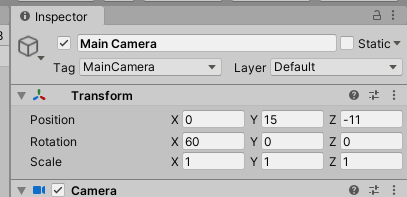 Inspector
Main Camera Static
Tag MainCamera Layer Default
Transform
Position X 0 Y 15 Z -11
Rotation X 60 Y 0 Z 0
Scale X 1 Y 1 Z 1
Camera